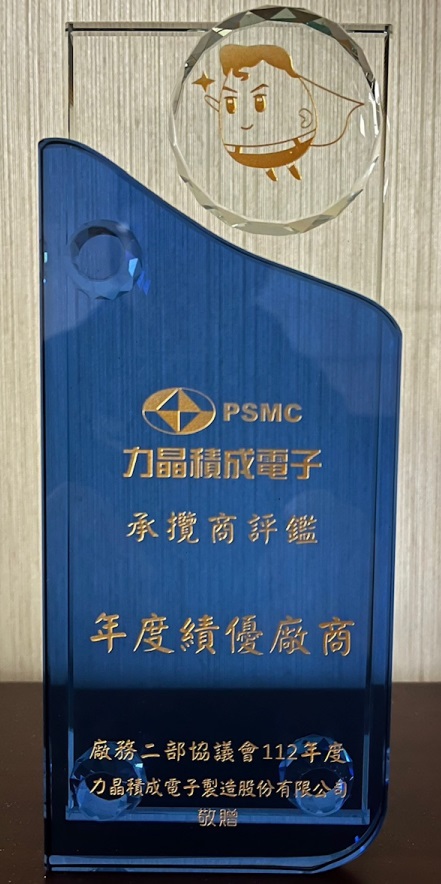 PSMC
力晶積成電子
承攬商評鑑
年度績優廠商
廠務二部協議會112年度
力晶積成電子製造股份有限公司
敬贈